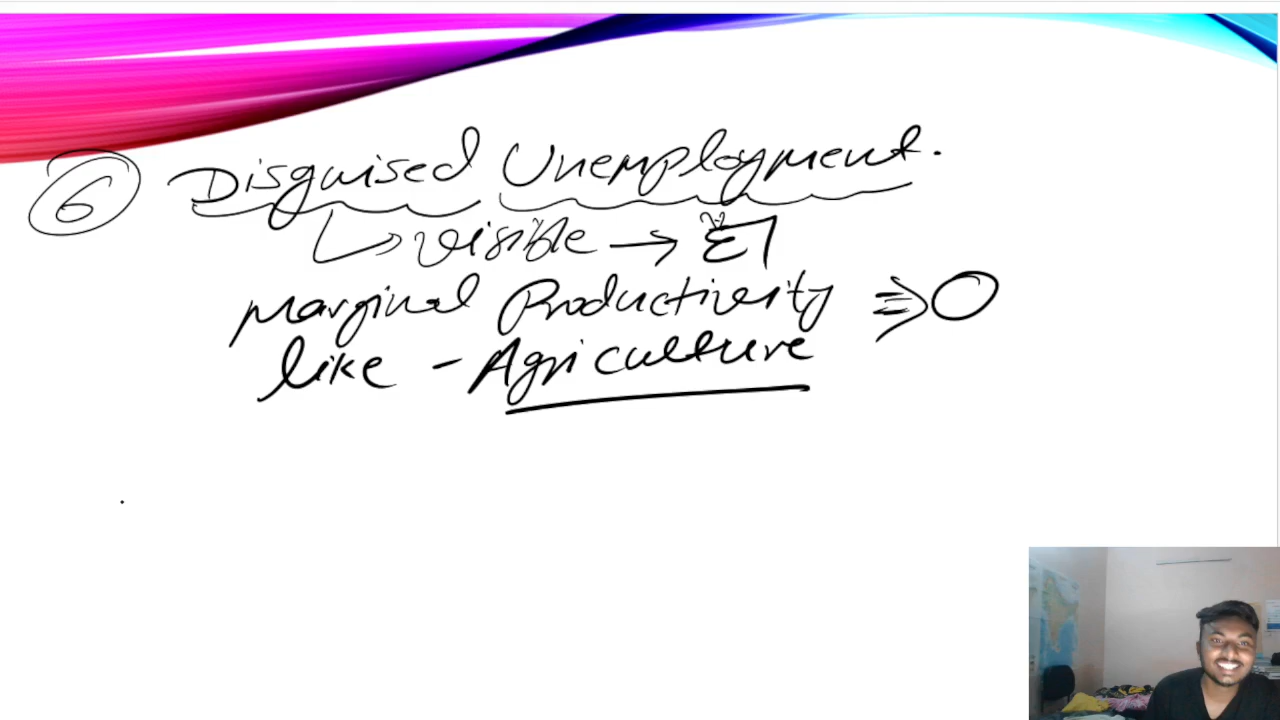 ⑥ Disguised Unemployment.
↳ visible →
Marginal Productivity ⇒ 0
like - Agriculture